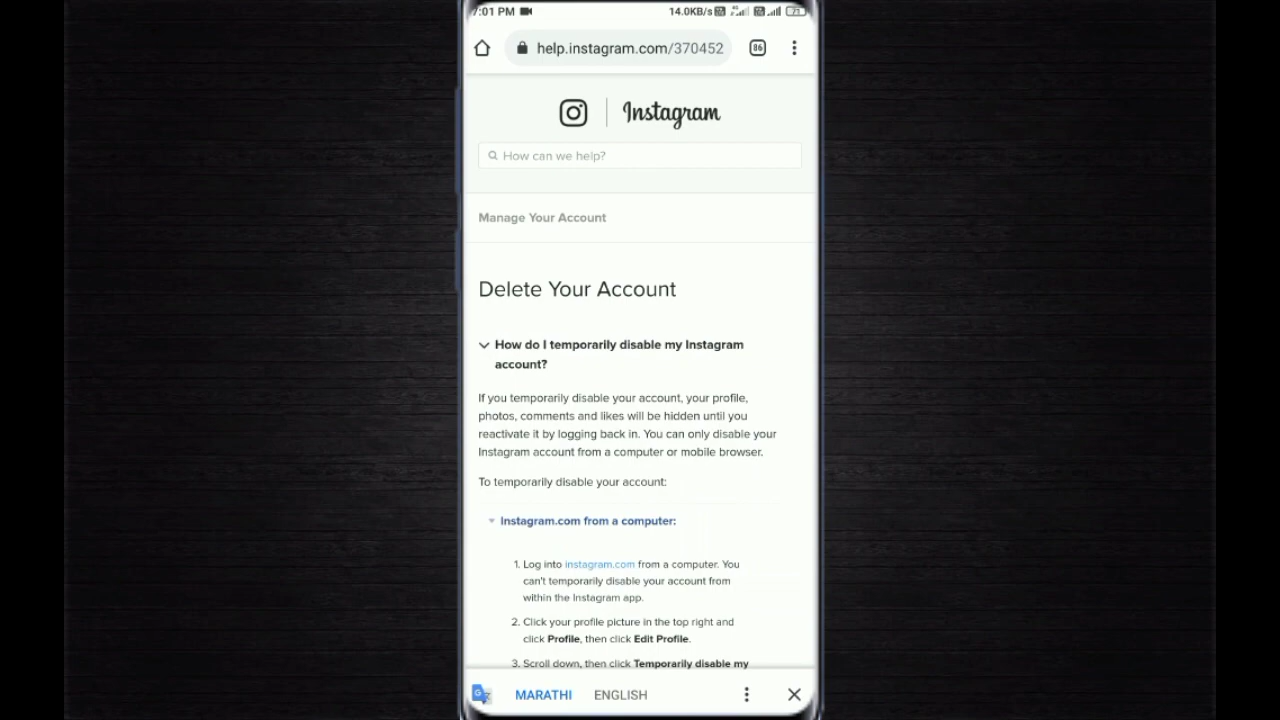 7:01 PM 14.0KB/s 73
help.instagram.com/370452 86
Instagram
How can we help?
Manage Your Account
Delete Your Account
How do I temporarily disable my Instagram
account?
If you temporarily disable your account, your profile,
photos, comments and likes will be hidden until you
reactivate it by logging back in. You can only disable your
Instagram account from a computer or mobile browser.
To temporarily disable your account:
Instagram.com from a computer:
1. Log into instagram.com from a computer. You
can't temporarily disable your account from
within the Instagram app.
2. Click your profile picture in the top right and
click Profile, then click Edit Profile.
3. Scroll down, then click Temporarily disable my
MARATHI ENGLISH